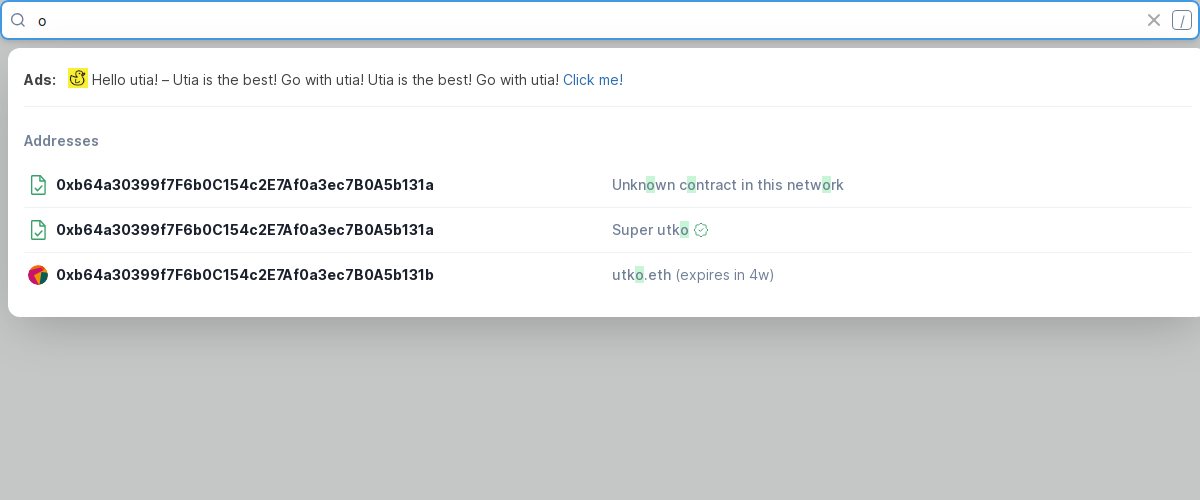 o /
Ads: Hello utia! – Utia is the best! Go with utia! Utia is the best! Go with utia! Click me!
Addresses
0xb64a30399f7F6b0C154c2E7Af0a3ec7B0A5b131a Unknown contract in this network
0xb64a30399f7F6b0C154c2E7Af0a3ec7B0A5b131a Super utko
0xb64a30399f7F6b0C154c2E7Af0a3ec7B0A5b131b utko.eth (expires in 4w)